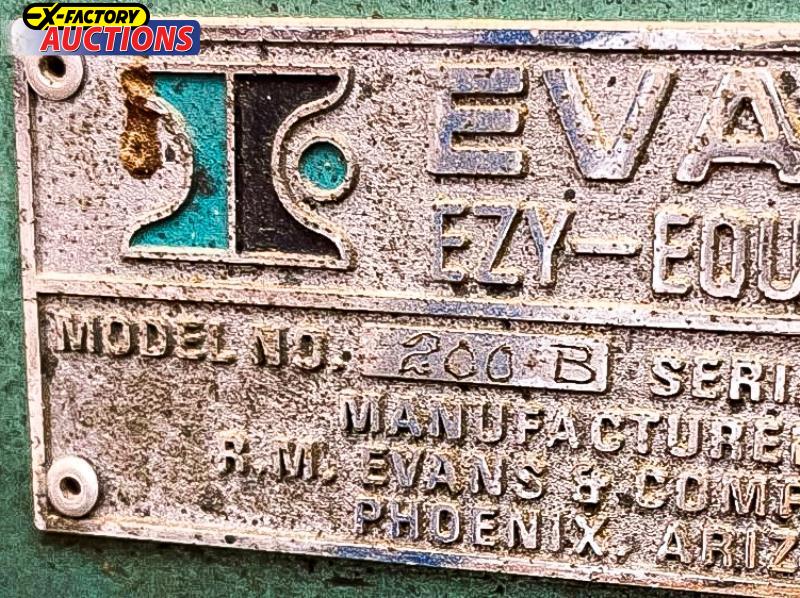 X-FACTORY
AUCTIONS
EVA
EZY-EQU
MODEL NO. 200-B SERI
MANUFACTURE
R.M. EVANS & COMP
PHOENIX, ARIZ